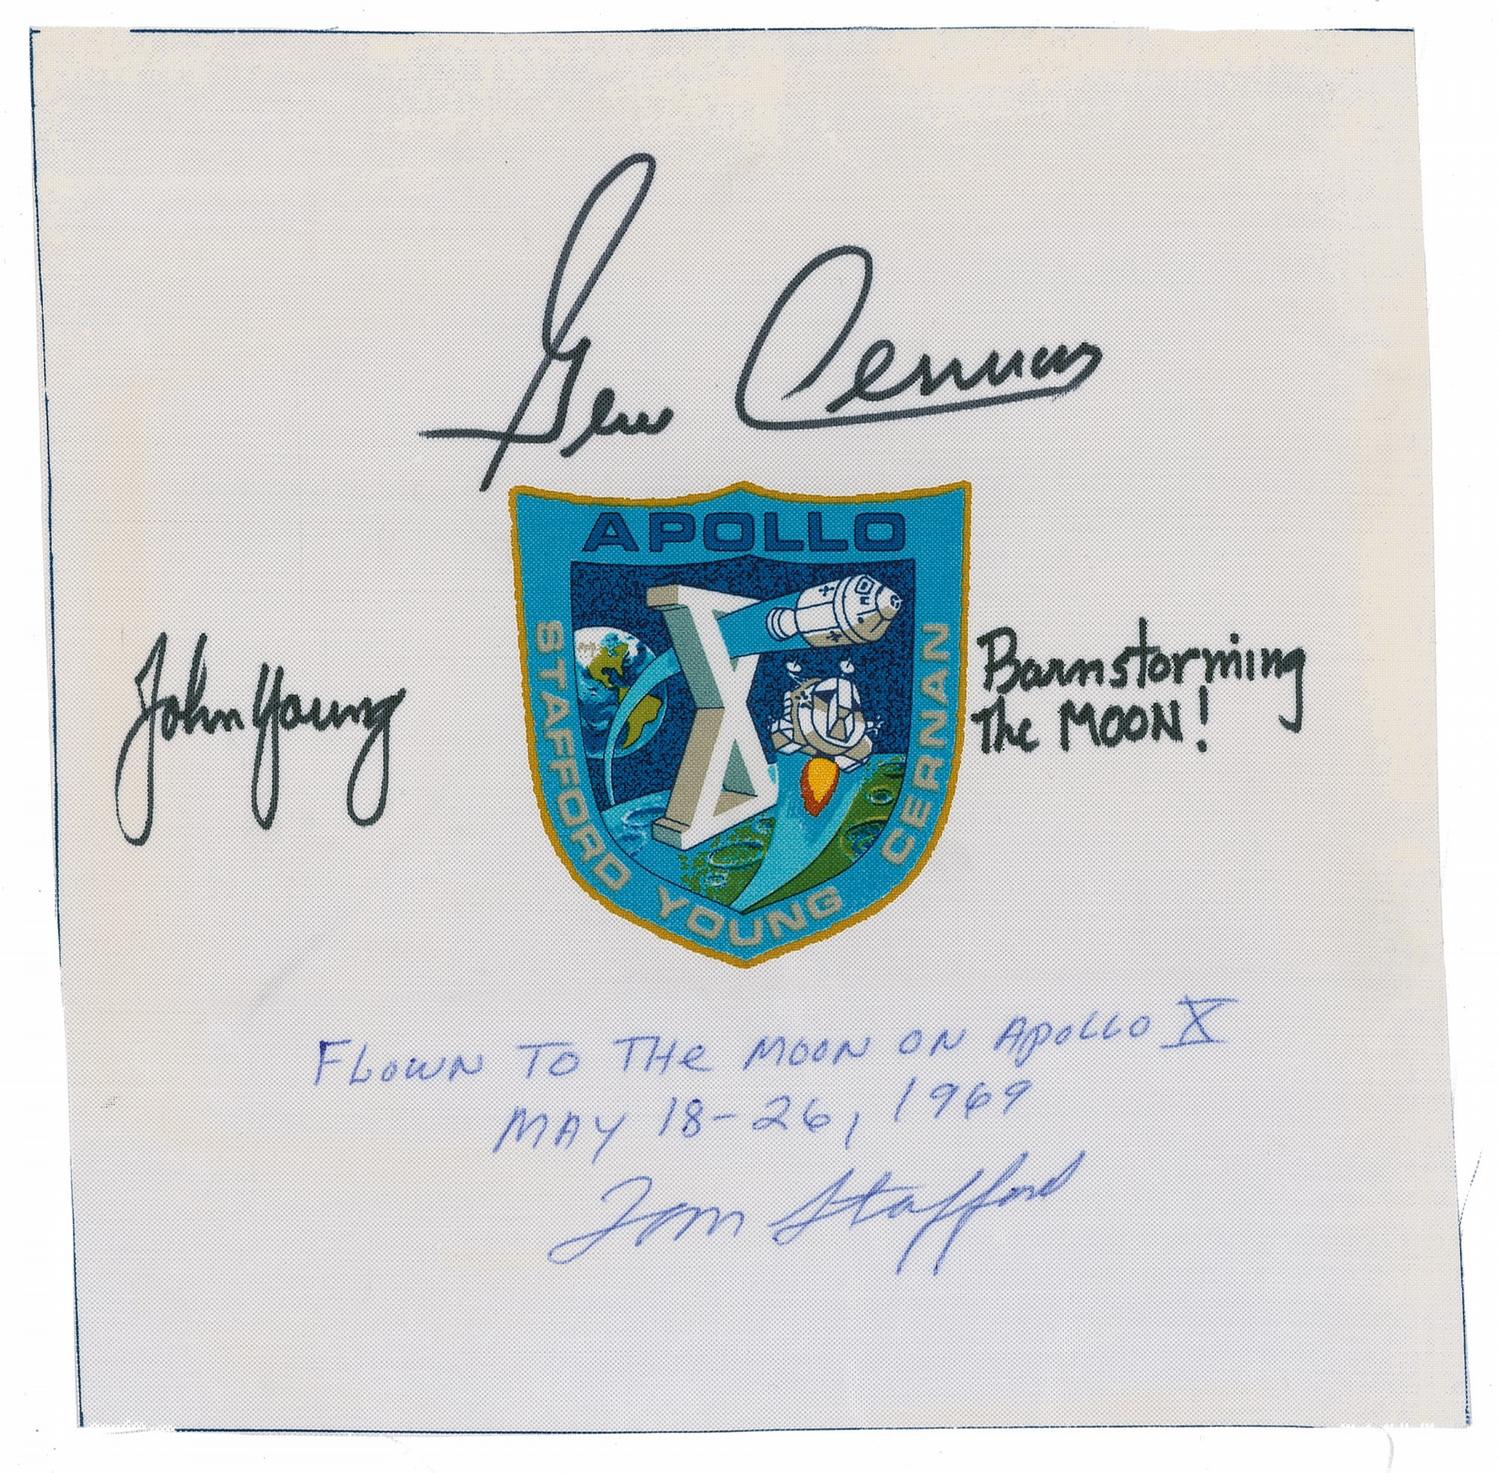 Gene Cernan
APOLLO
STAFFORD YOUNG CERNAN
John Young
Barnstorming
The MOON!
FLOWN TO THe MOON ON APOLLO X
MAY 18-26, 1969
Tom Stafford